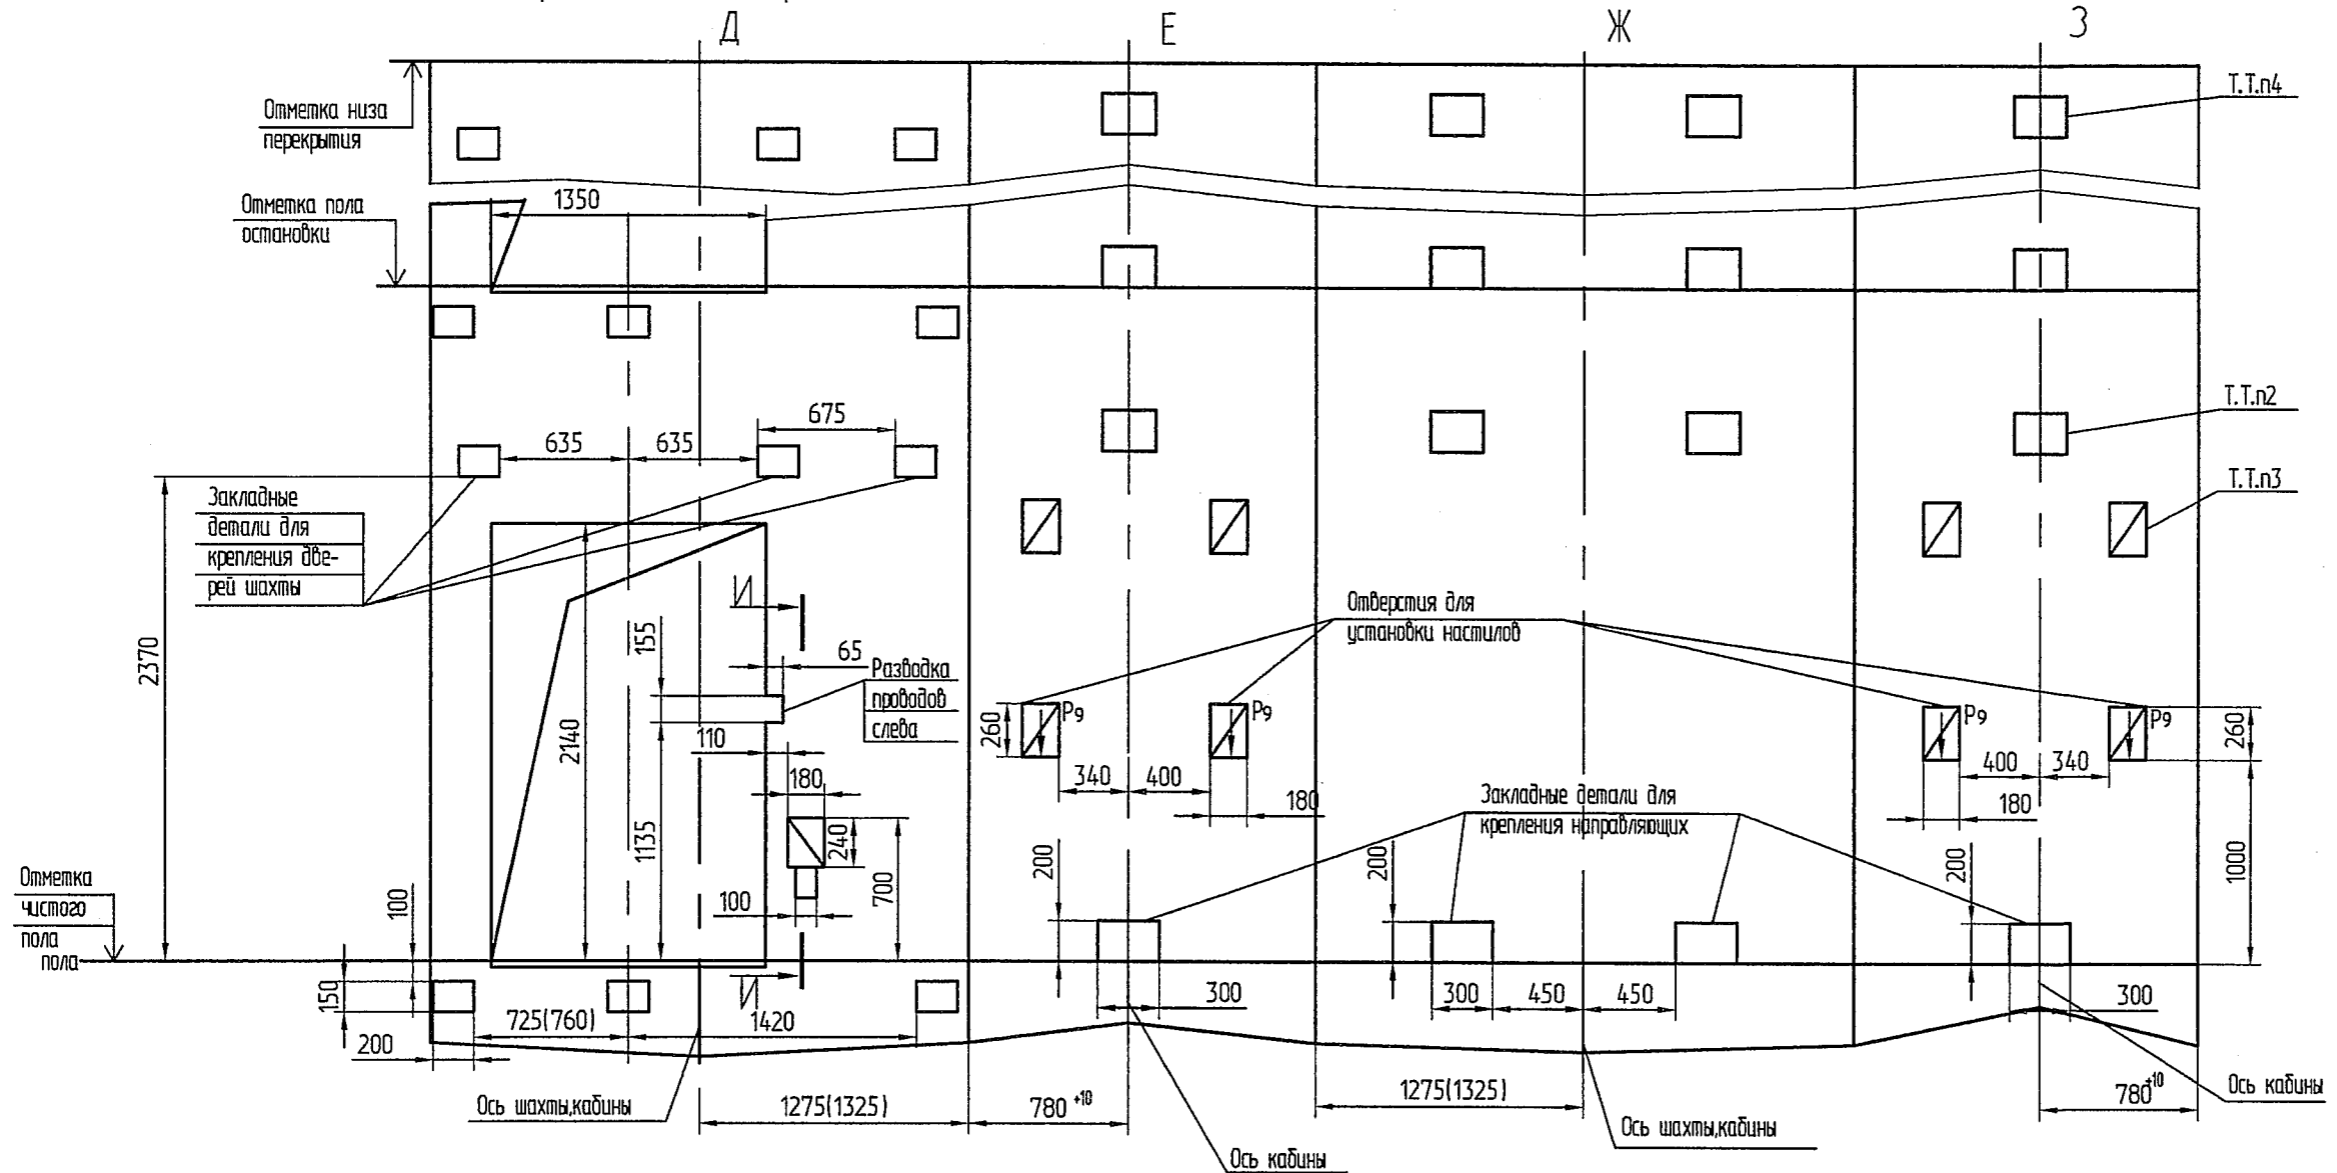 Д
Е
Ж
З
Отметка низа
перекрытия
Т.Т.п4
Отметка пола
остановки
1350
Т.Т.п2
675
635
635
Т.Т.п3
Закладные
детали для
крепления две-
рей шахты
И
Отверстия для
установки настилов
2370
155
65
Разводка
проводов
слева
2140
110
180
1135
240
700
100
260
Р9
Р9
340
400
180
Р9
Р9
400
340
180
260
1000
Закладные детали для
крепления направляющих
200
200
200
Отметка
чистого
пола
пола
100
150
И
725(760)
1420
200
300
300
450
450
300
Ось шахты,кабины
1275(1325)
780 +10
Ось кабины
1275(1325)
Ось шахты,кабины
780+10
Ось кабины